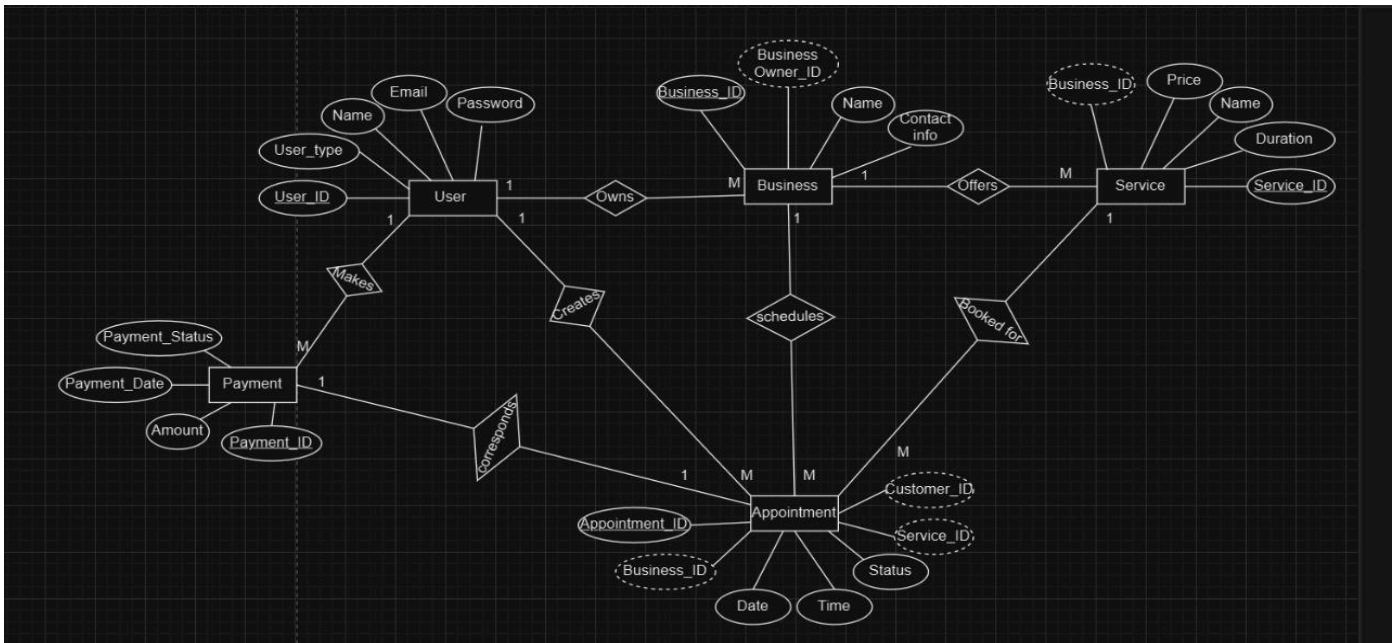 Business
Owner_ID
Business_ID
Name
Contact
info
Business_ID
Price
Name
Duration
Service_ID
Email
Name
Password
User_type
User_ID
User
1
Owns
M
Business
1
Offers
M
Service
1
1
1
1
Makes
Creates
schedules
Booked for
Payment_Status
M
Payment_Date
Payment
1
Amount
Payment_ID
corresponds
1
M
M
M
Appointment
Customer_ID
Appointment_ID
Service_ID
Business_ID
Status
Date
Time